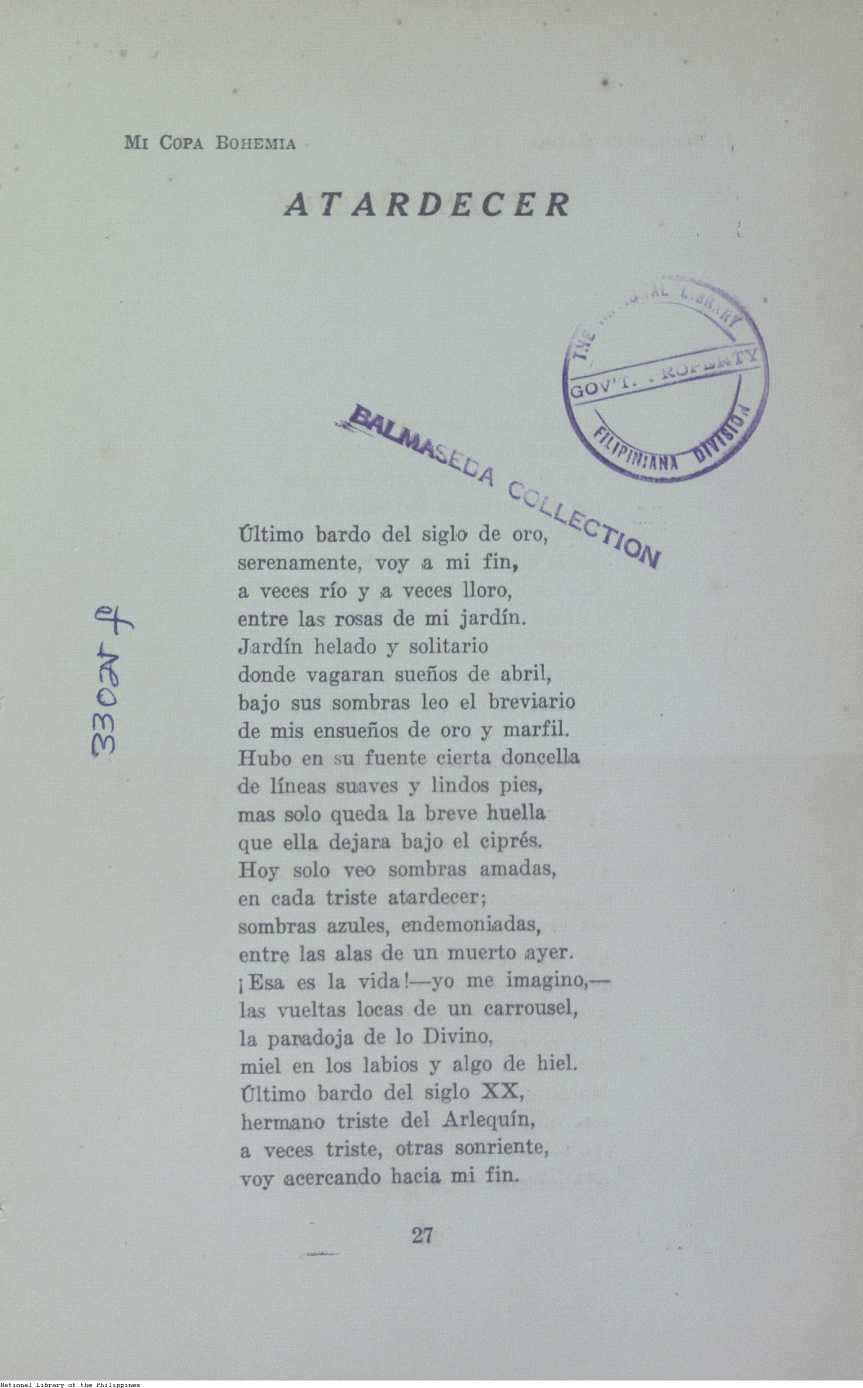 Mi Copa Bohemia
ATARDECER
THE NATIONAL LIBRARY
GOV'T. PROPERTY
FILIPINIANA DIVISION
BALMASEDA COLLECTION
Último bardo del siglo de oro,
serenamente, voy a mi fin,
a veces río y a veces lloro,
entre las rosas de mi jardín.
Jardín helado y solitario
donde vagaran sueños de abril,
bajo sus sombras leo el breviario
de mis ensueños de oro y marfil.
Hubo en su fuente cierta doncella
de líneas suaves y lindos pies,
mas solo queda la breve huella
que ella dejara bajo el ciprés.
Hoy solo veo sombras amadas,
en cada triste atardecer;
sombras azules, endemoniadas,
entre las alas de un muerto ayer.
¡Esa es la vida!—yo me imagino,—
las vueltas locas de un carrousel,
la paradoja de lo Divino,
miel en los labios y algo de hiel.
Último bardo del siglo XX,
hermano triste del Arlequín,
a veces triste, otras sonriente,
voy acercando hacia mi fin.
27
National Library of the Philippines